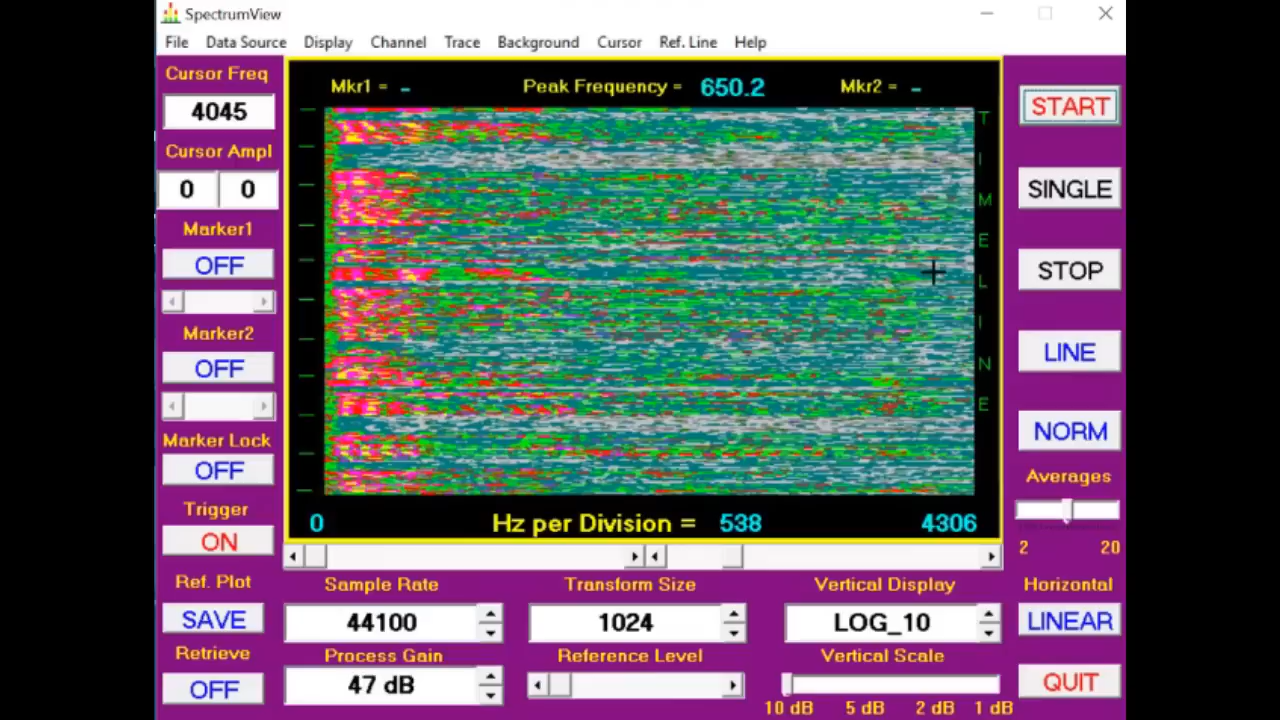 SpectrumView
File Data Source Display Channel Trace Background Cursor Ref. Line Help
Cursor Freq
4045
Cursor Ampl
0 0
Marker1
OFF
Marker2
OFF
Marker Lock
OFF
Trigger
ON
Ref. Plot
SAVE
Retrieve
OFF
Mkr1 = - Peak Frequency = 650.2 Mkr2 = -
T
I
M
E
L
I
N
E
0 Hz per Division = 538 4306
Sample Rate
44100
Process Gain
47 dB
Transform Size
1024
Reference Level
Vertical Display
LOG_10
Vertical Scale
10 dB 5 dB 2 dB 1 dB
START
SINGLE
STOP
LINE
NORM
Averages
2 20
Horizontal
LINEAR
QUIT